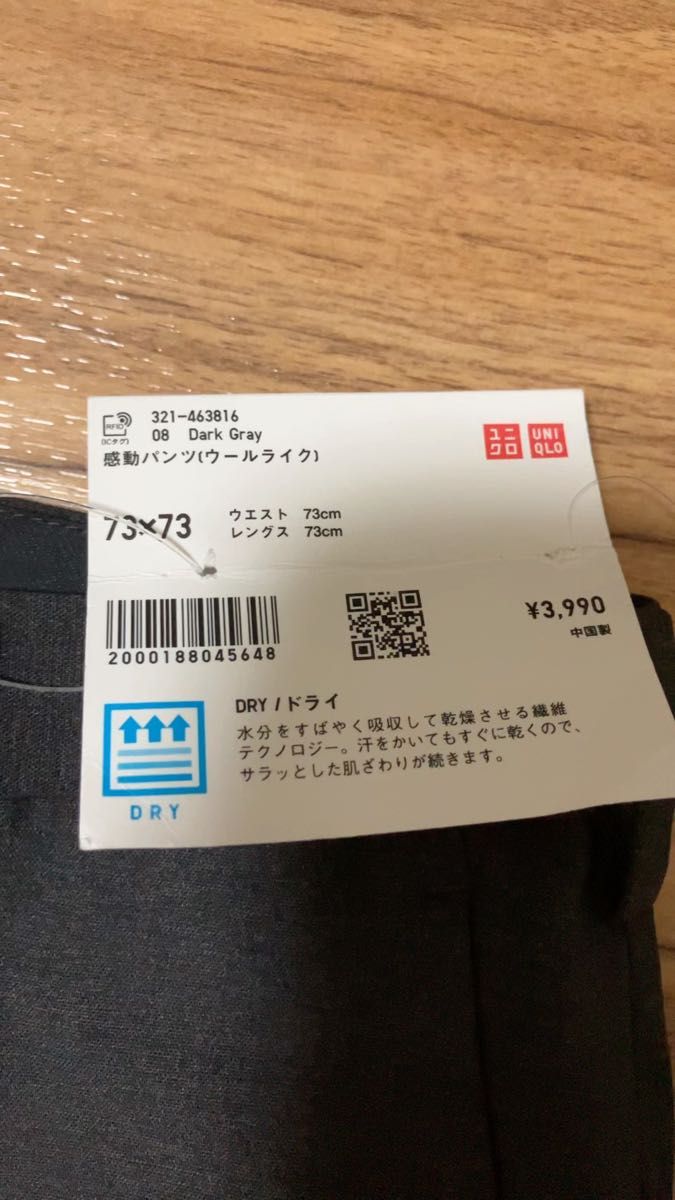 RFID
(ICタグ)
321-463816
08 Dark Gray
感動パンツ(ウールライク)
ユニ
クロ
UNI
QLO
73×73
ウエスト 73cm
レングス 73cm
2000188045648
¥3,990
中国製
DRY
DRY / ドライ
水分をすばやく吸収して乾燥させる繊維
テクノロジー。汗をかいてもすぐに乾くので、
サラッとした肌ざわりが続きます。